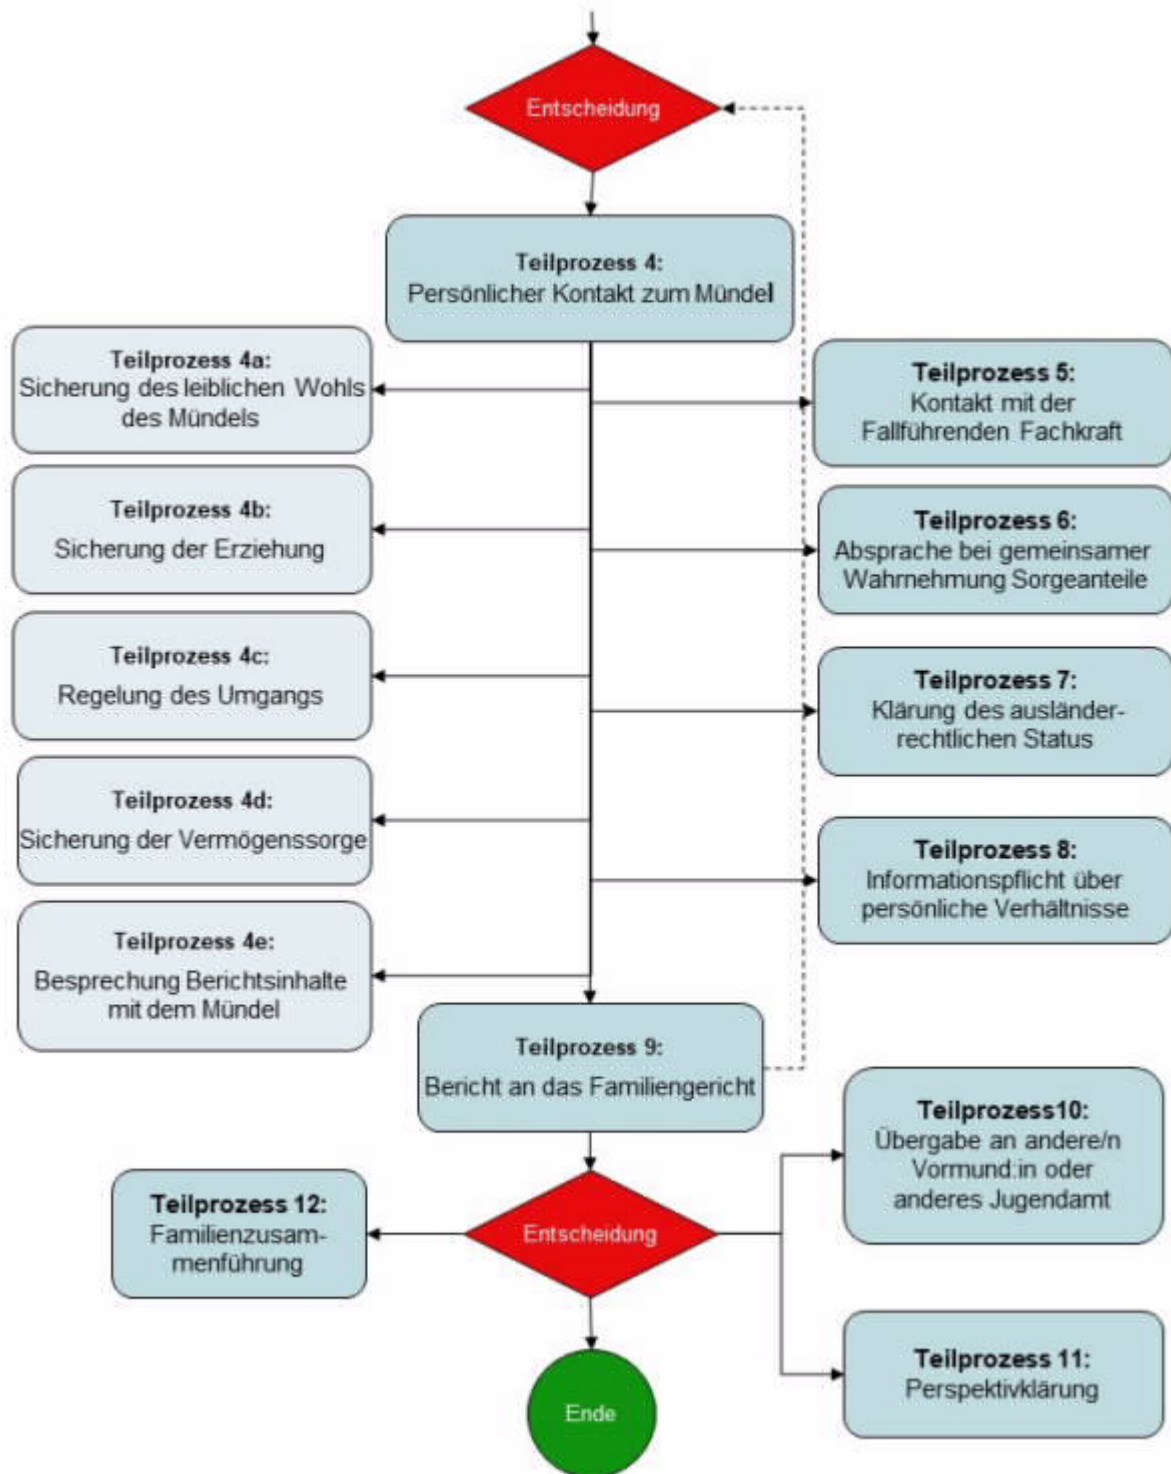 Entscheidung
Teilprozess 4:
Persönlicher Kontakt zum Mündel
Teilprozess 4a:
Sicherung des leiblichen Wohls
des Mündels
Teilprozess 4b:
Sicherung der Erziehung
Teilprozess 4c:
Regelung des Umgangs
Teilprozess 4d:
Sicherung der Vermögenssorge
Teilprozess 4e:
Besprechung Berichtsinhalte
mit dem Mündel
Teilprozess 5:
Kontakt mit der
Fallführenden Fachkraft
Teilprozess 6:
Absprache bei gemeinsamer
Wahrnehmung Sorgeanteile
Teilprozess 7:
Klärung des ausländer-
rechtlichen Status
Teilprozess 8:
Informationspflicht über
persönliche Verhältnisse
Teilprozess 9:
Bericht an das Familiengericht
Teilprozess10:
Übergabe an andere/n
Vormund:in oder
anderes Jugendamt
Teilprozess 12:
Familienzusam-
menführung
Entscheidung
Teilprozess 11:
Perspektivklärung
Ende